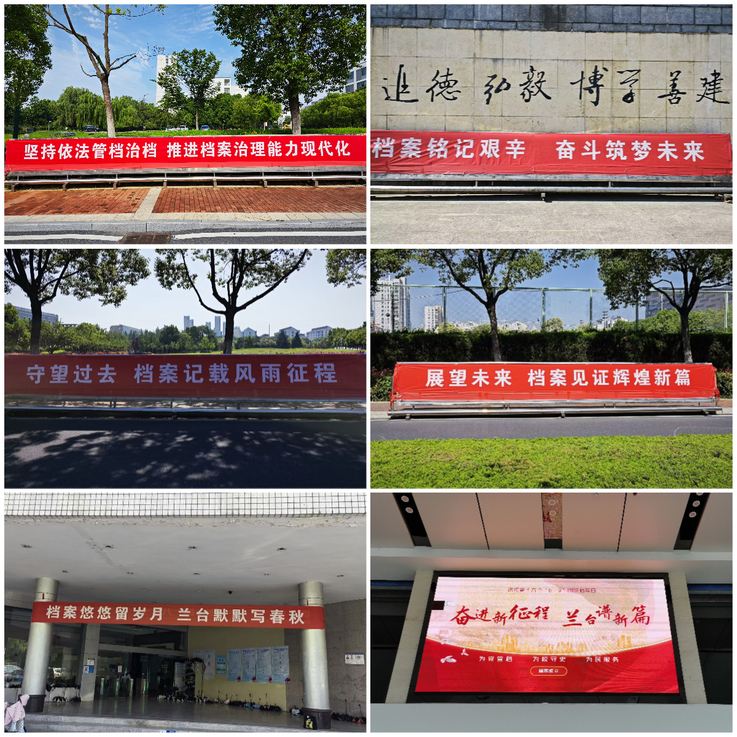 坚持依法管档治档 推进档案治理能力现代化
進德 弘毅 博学 善建
档案铭记艰辛 奋斗筑梦未来
守望过去 档案记载风雨征程
展望未来 档案见证辉煌新篇
档案悠悠留岁月 兰台默默写春秋
奋进新征程 兰台谱新篇
为党管档 为校守史 为民服务